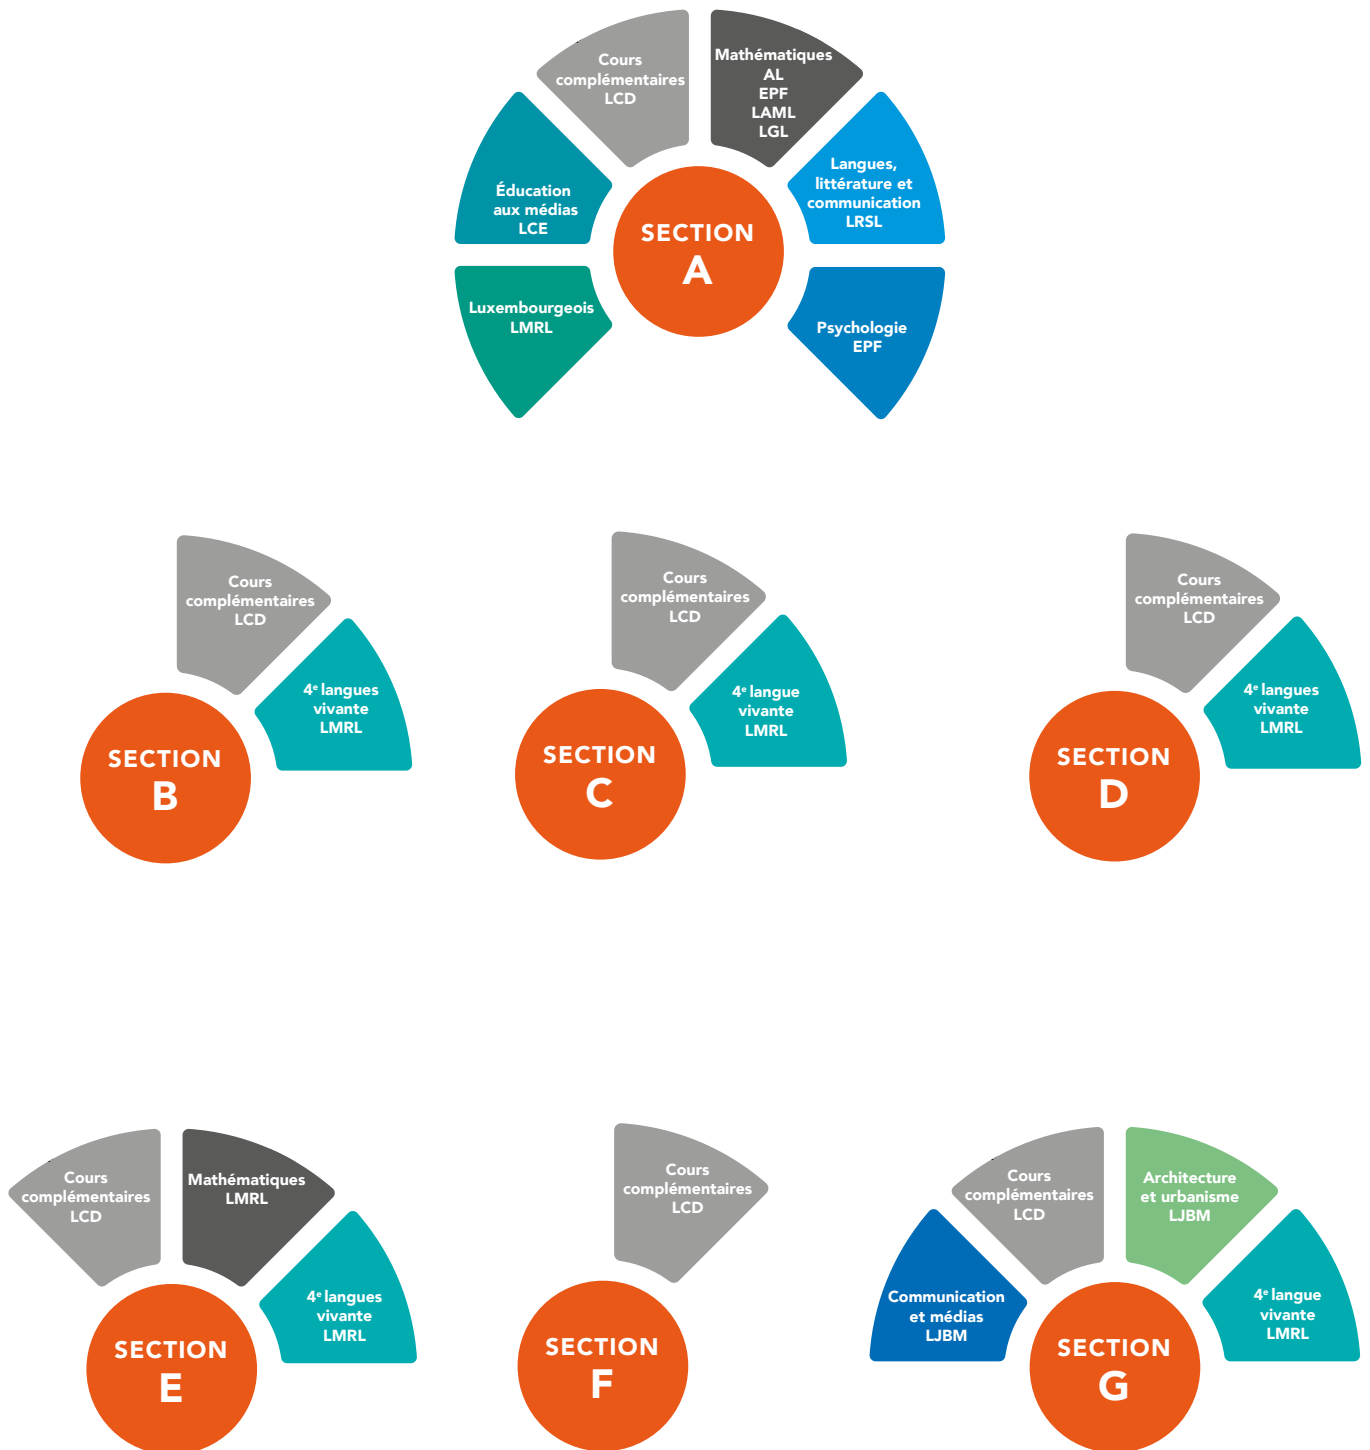 Cours
complémentaires
LCD
Mathématiques
AL
EPF
LAML
LGL
Éducation
aux médias
LCE
Langues,
littérature et
communication
LRSL
Luxembourgeois
LMRL
SECTION
A
Psychologie
EPF
Cours
complémentaires
LCD
4e langues
vivante
LMRL
SECTION
B
Cours
complémentaires
LCD
4e langue
vivante
LMRL
SECTION
C
Cours
complémentaires
LCD
4e langues
vivante
LMRL
SECTION
D
Cours
complémentaires
LCD
Mathématiques
LMRL
4e langues
vivante
LMRL
SECTION
E
Cours
complémentaires
LCD
SECTION
F
Communication
et médias
LJBM
Cours
complémentaires
LCD
Architecture
et urbanisme
LJBM
4e langue
vivante
LMRL
SECTION
G